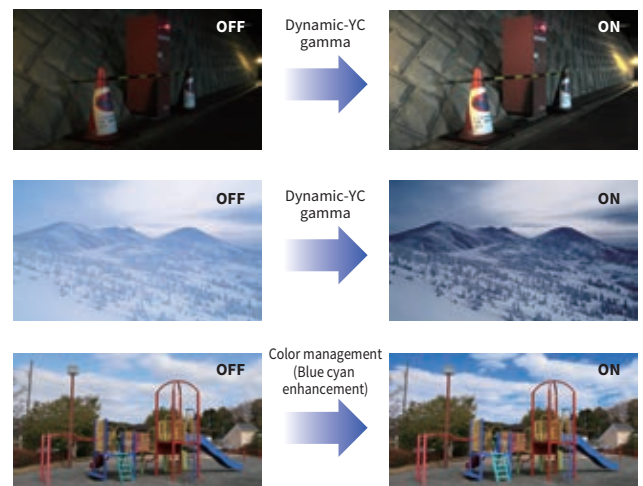 OFF
Dynamic-YC
gamma
ON
OFF
Dynamic-YC
gamma
ON
OFF
Color management
(Blue cyan
enhancement)
ON